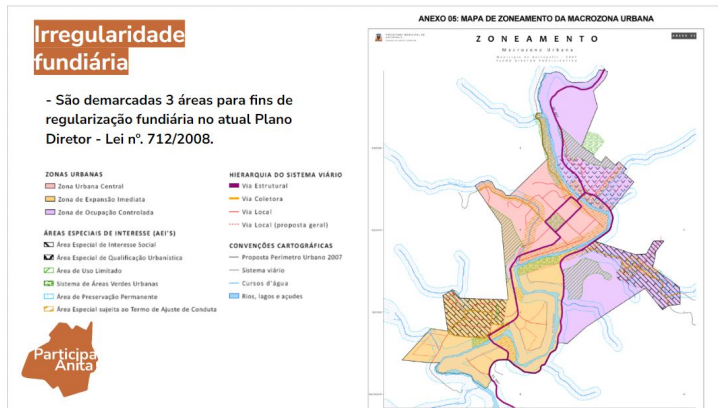 Irregularidade
fundiária
- São demarcadas 3 áreas para fins de
regularização fundiária no atual Plano
Diretor - Lei nº. 712/2008.
ZONAS URBANAS
Zona Urbana Central
Zona de Expansão Imediata
Zona de Ocupação Controlada
ÁREAS ESPECIAIS DE INTERESSE (AEI'S)
Área Especial de Interesse Social
Área Especial de Qualificação Urbanística
Área de Uso Limitado
Sistema de Áreas Verdes Urbanas
Área de Preservação Permanente
Área Especial sujeita ao Termo de Ajuste de Conduta
HIERARQUIA DO SISTEMA VIÁRIO
Via Estrutural
Via Coletora
Via Local
Via Local (proposta geral)
CONVENÇÕES CARTOGRÁFICAS
Proposta Perímetro Urbano 2007
Sistema viário
Cursos d'água
Rios, lagos e açudes
Participa
Anita
ANEXO 05: MAPA DE ZONEAMENTO DA MACROZONA URBANA
ZONEAMENTO
Macrozona Urbana